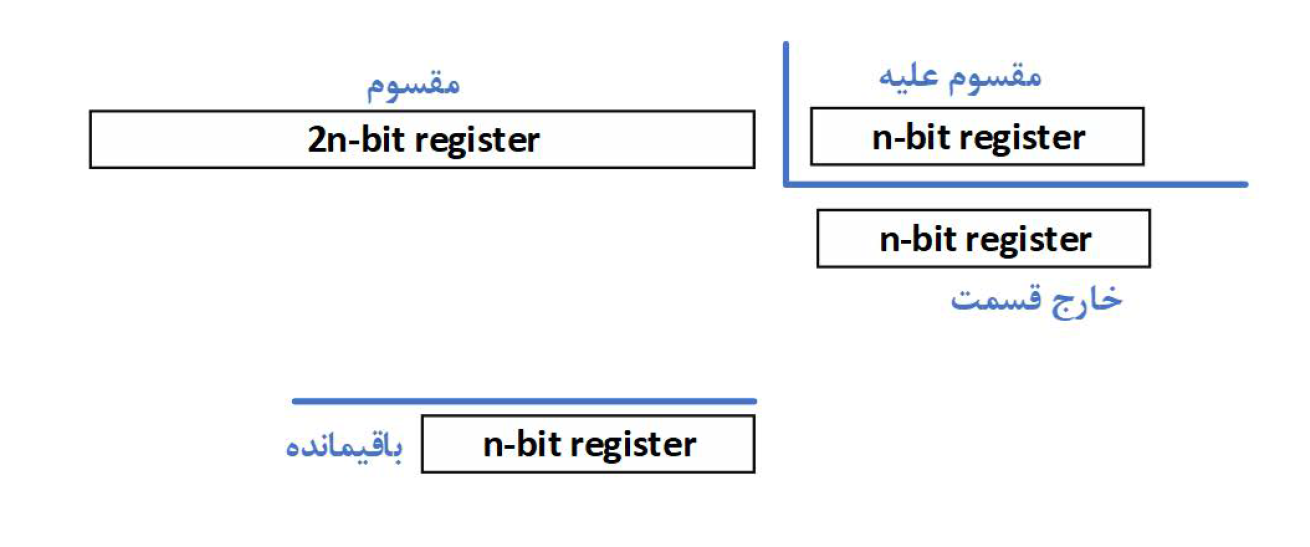 مقسوم
2n-bit register
مقسوم علیه
n-bit register
n-bit register
خارج قسمت
باقیمانده
n-bit register